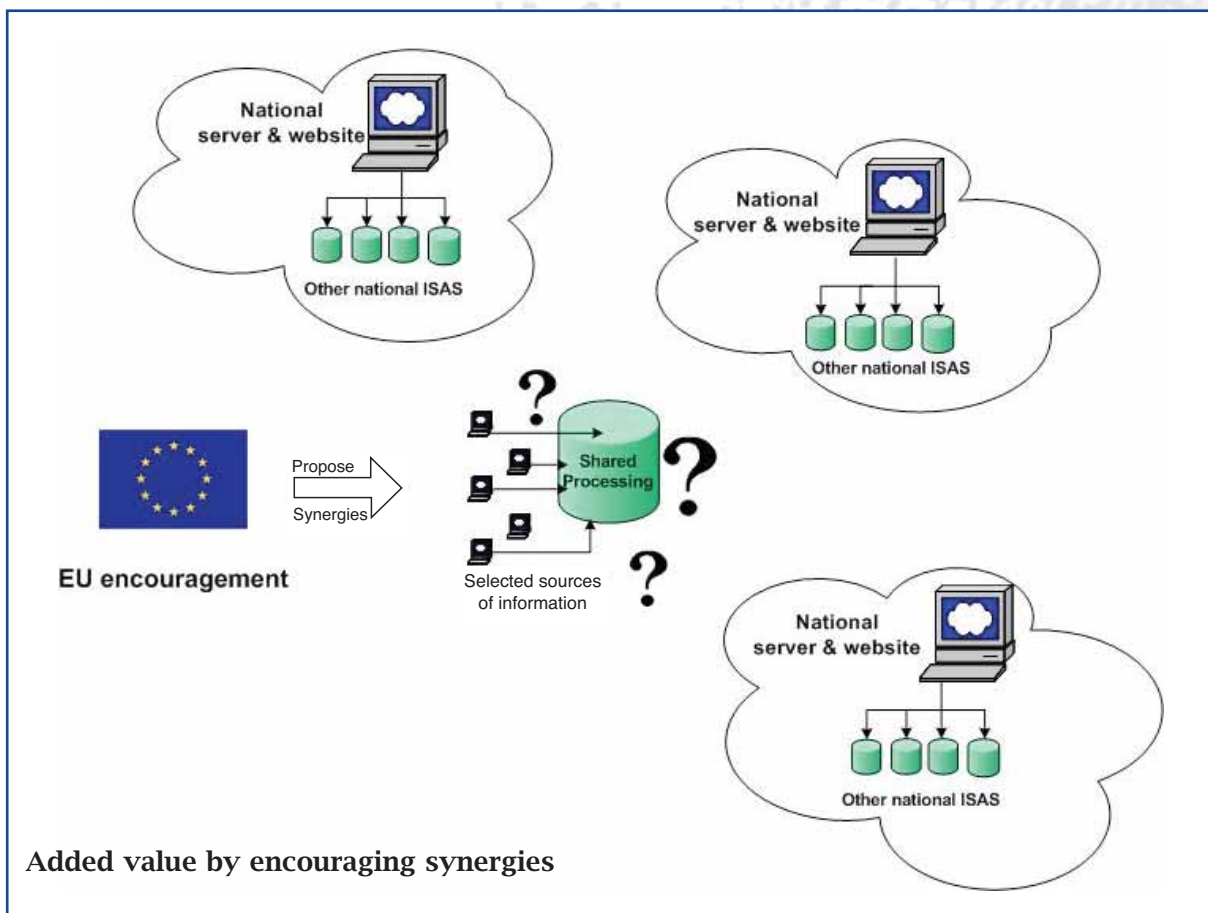 National
server & website
Other national ISAS
National
server & website
Other national ISAS
Propose
Synergies
EU encouragement
Shared
Processing
Selected sources
of information
?
?
?
National
server & website
Other national ISAS
Added value by encouraging synergies